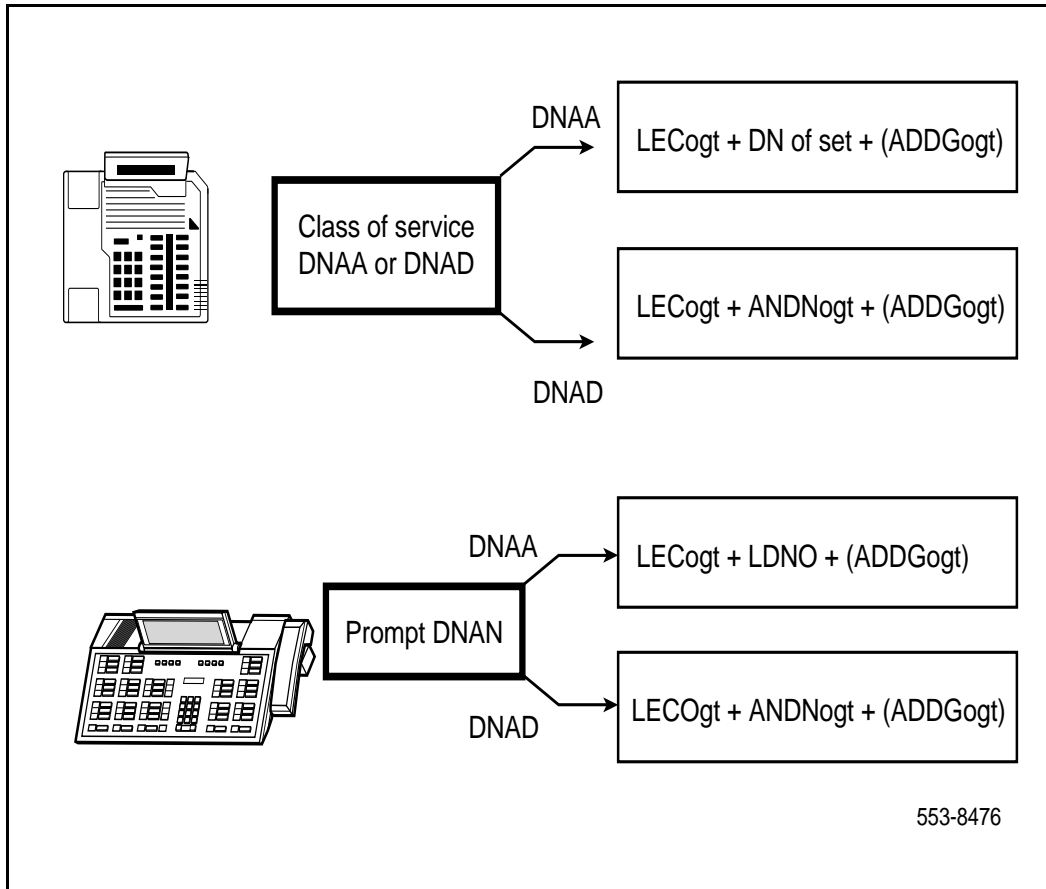 DNAA
LECogt + DN of set + (ADDGogt)
Class of service
DNAA or DNAD
LECogt + ANDNogt + (ADDGogt)
DNAD
DNAA
LECogt + LDNO + (ADDGogt)
Prompt DNAN
LECOgt + ANDNogt + (ADDGogt)
DNAD
553-8476